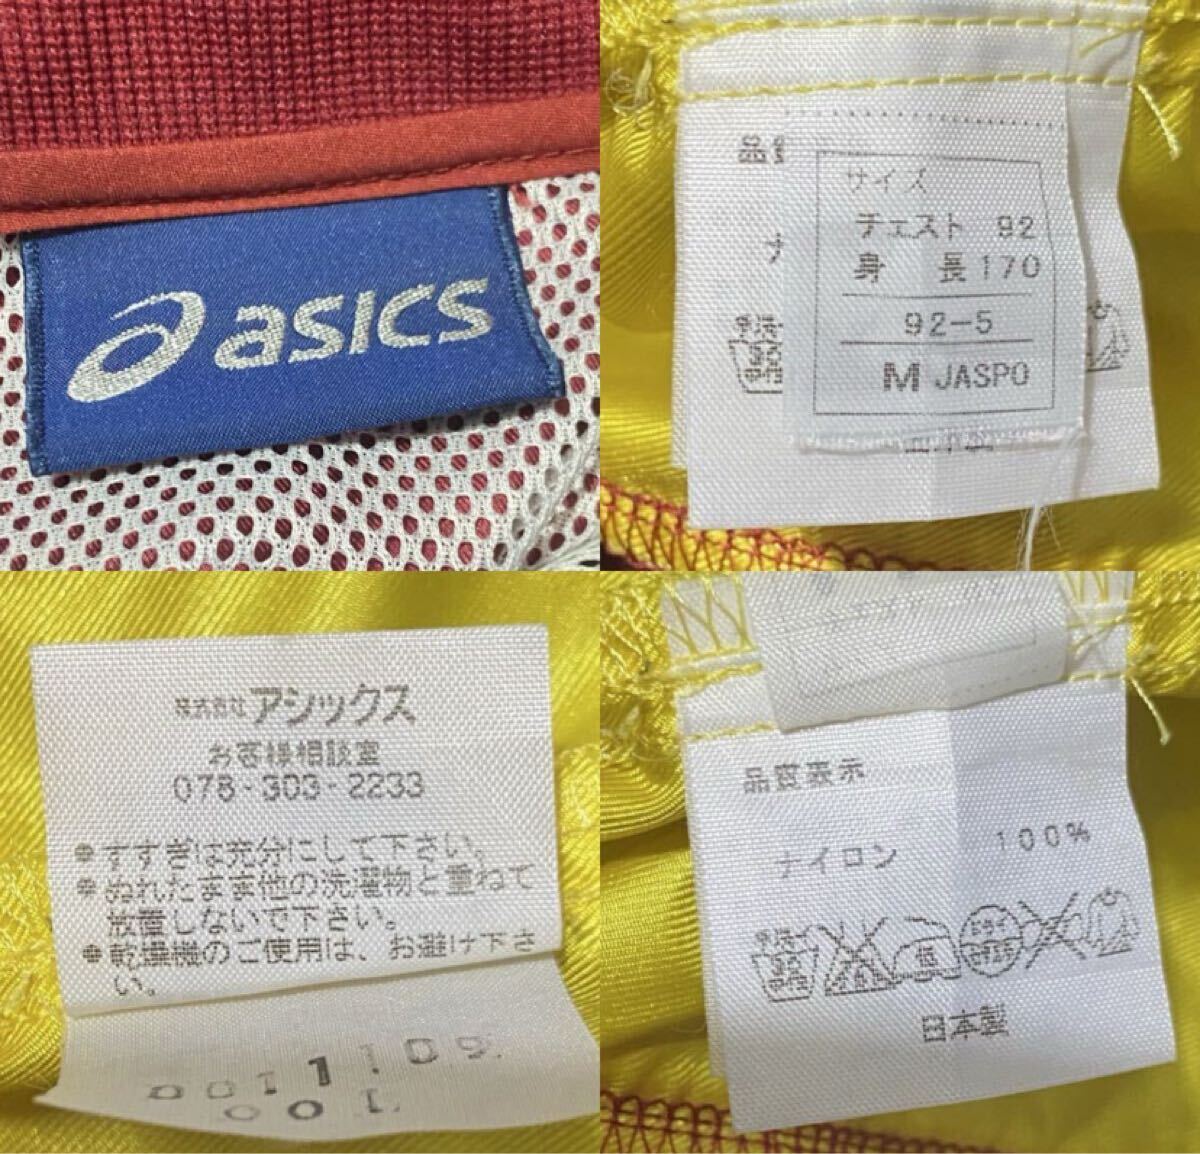 asics
サイズ
チェスト 92
身 長170
92-5
M JASPO
株式会社アシックス
お客様相談室
078-303-2233
● すすぎは充分にして下さい。
● ぬれたまま他の洗濯物と重ねて
放置しないで下さい。
● 乾燥機のご使用は、お避け下さ
い。
001
品質表示
ナイロン 100%
日本製